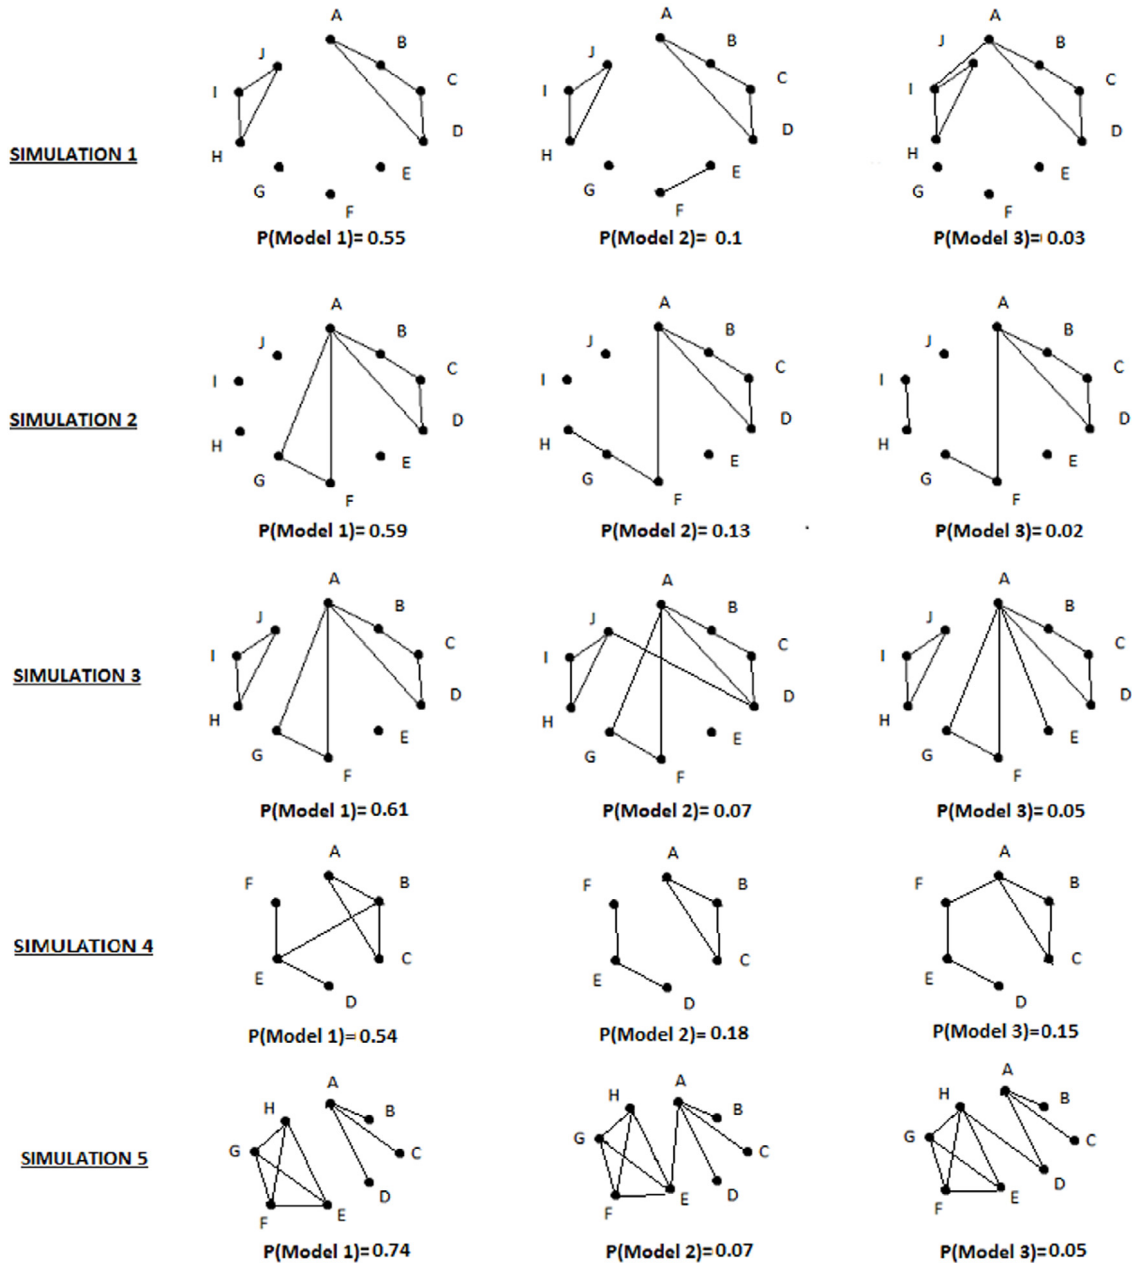 A
B
C
D
E
F
G
H
I
J
A
B
C
D
E
F
G
H
I
J
A
B
C
D
E
F
G
H
I
J
SIMULATION 1
P(Model 1)= 0.55
P(Model 2)= 0.1
P(Model 3)= 0.03
A
B
C
D
E
F
G
H
I
J
A
B
C
D
E
F
G
H
I
J
A
B
C
D
E
F
G
H
I
J
SIMULATION 2
P(Model 1)= 0.59
P(Model 2)= 0.13
P(Model 3)= 0.02
A
B
C
D
E
F
G
H
I
J
A
B
C
D
E
F
G
H
I
J
A
B
C
D
E
F
G
H
I
J
SIMULATION 3
P(Model 1)= 0.61
P(Model 2)= 0.07
P(Model 3)= 0.05
A
B
C
D
E
F
A
B
C
D
E
F
A
B
C
D
E
F
SIMULATION 4
P(Model 1)= 0.54
P(Model 2)= 0.18
P(Model 3)= 0.15
A
B
C
D
E
F
G
H
A
B
C
D
E
F
G
H
A
B
C
D
E
F
G
H
SIMULATION 5
P(Model 1)= 0.74
P(Model 2)= 0.07
P(Model 3)= 0.05